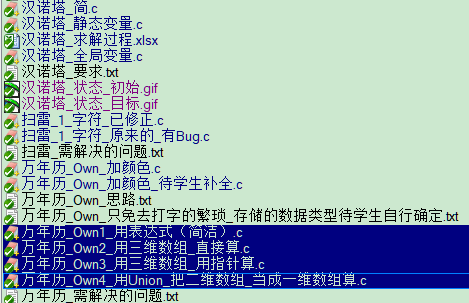 汉诺塔_简.c
汉诺塔_静态变量.c
汉诺塔_求解过程.xlsx
汉诺塔_全局变量.c
汉诺塔_要求.txt
汉诺塔_状态_初始.gif
汉诺塔_状态_目标.gif
扫雷_1_字符_已修正.c
扫雷_1_字符_原来的_有Bug.c
扫雷_需解决的问题.txt
万年历_Own_加颜色.c
万年历_Own_加颜色_待学生补全.c
万年历_Own_思路.txt
万年历_Own_只免去打字的繁琐_存储的数据类型待学生自行确定.txt
万年历_Own1_用表达式（简洁）.c
万年历_Own2_用三维数组_直接算.c
万年历_Own3_用三维数组_用指针算.c
万年历_Own4_用Union_把二维数组_当成一维数组算.c
万年历_需解决的问题.txt